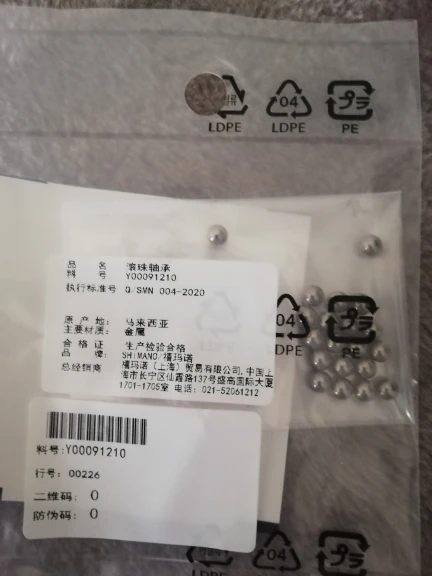 LDPE
04
LDPE
プラ
PE
品 名 滚珠轴承
料 号 Y00091210
执行标准号 Q/SMN 004-2020
原 产 地: 马来西亚
主要材质: 金属
合 格 证 生产检验合格
品 牌: SHIMANO/禧玛诺
总经销商 禧玛诺（上海）贸易有限公司,中国上
海市长宁区仙霞路137号盛高国际大厦
1701-1705室 电话: 021-52061212
04
料号:Y00091210
行号: 00226
二维码: 0
防伪码: 0
LDPE
04
プラ